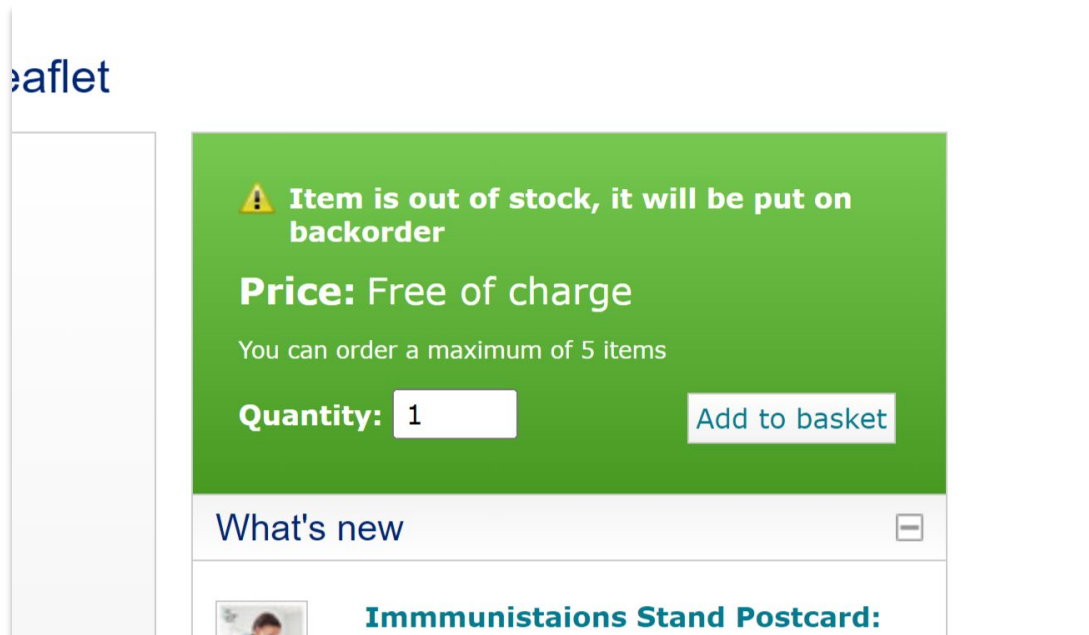 eaflet
Item is out of stock, it will be put on
backorder
Price: Free of charge
You can order a maximum of 5 items
Quantity: 1
Add to basket
What's new
Immmunistaions Stand Postcard: